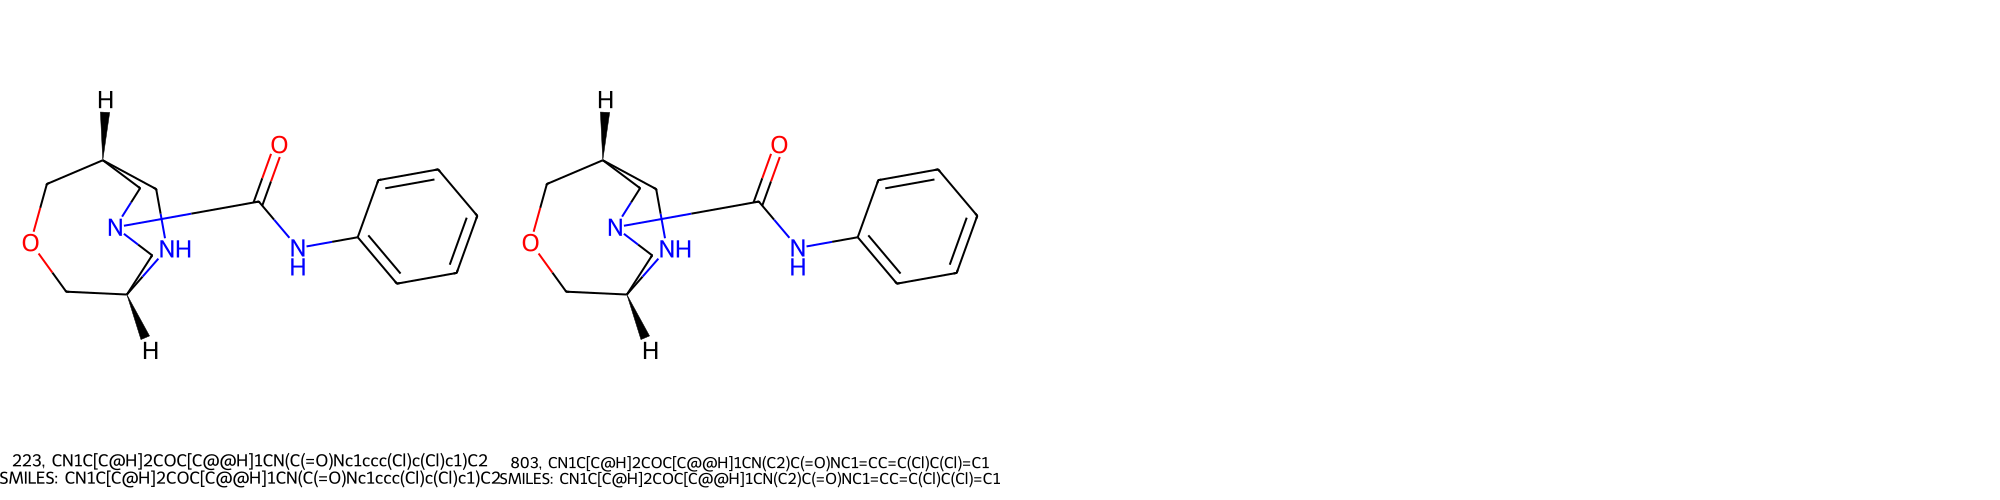 H
H
O
O
N
N
O
NH
N
H
O
NH
N
H
H
H
223, CN1C[C@H]2COC[C@@H]1CN(C(=O)Nc1ccc(Cl)c(Cl)c1)C2
803, CN1C[C@H]2COC[C@@H]1CN(C2)C(=O)NC1=CC=C(Cl)C(Cl)=C1
SMILES: CN1C[C@H]2COC[C@@H]1CN(C(=O)Nc1ccc(Cl)c(Cl)c1)C2
SMILES: CN1C[C@H]2COC[C@@H]1CN(C2)C(=O)NC1=CC=C(Cl)C(Cl)=C1